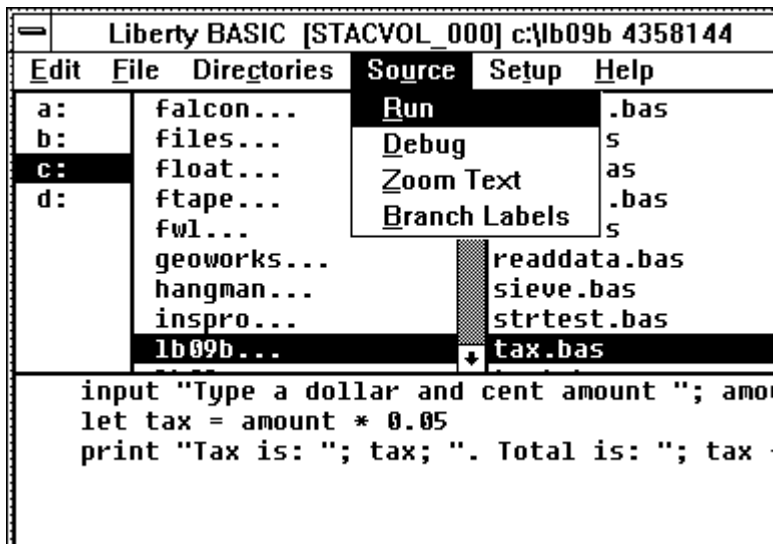 Liberty BASIC [STACVOL_000] c:\lb09b 4358144
Edit File Directories Source Setup Help
a:
b:
c:
d:
falcon...
files...
float...
ftape...
fwl...
geoworks...
hangman...
inspro...
lb09b...
Run
Debug
Zoom Text
Branch Labels
.bas
s
as
.bas
s
readdata.bas
sieve.bas
strtest.bas
tax.bas
input "Type a dollar and cent amount "; amou
let tax = amount * 0.05
print "Tax is: "; tax; ". Total is: "; tax